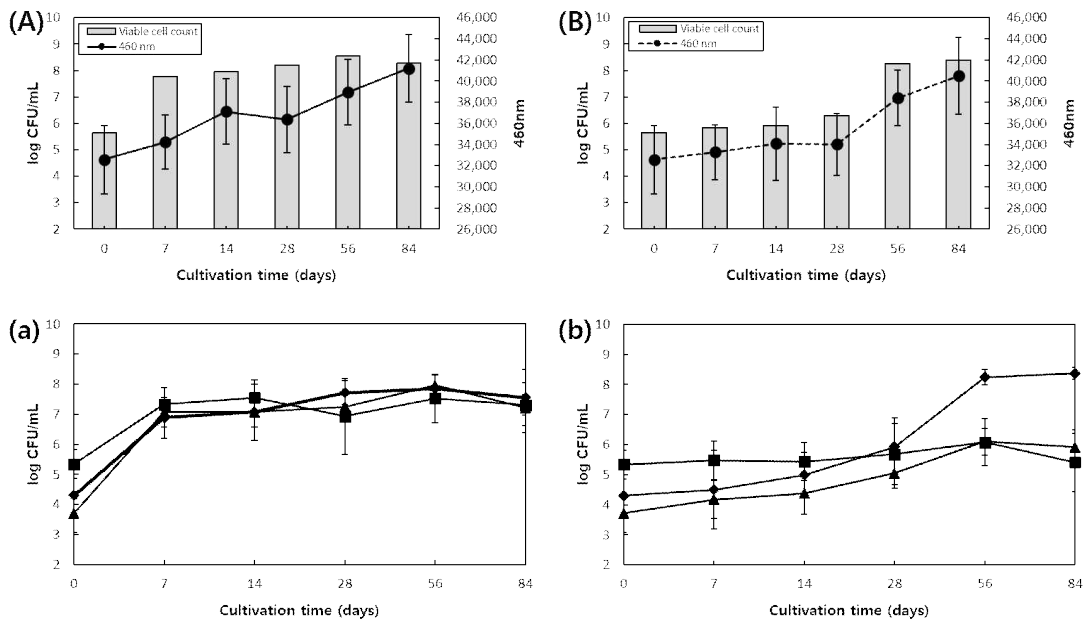 (A)
10
9
8
7
6
5
4
3
2
log CFU/mL
Viable cell count
460 nm
46,000
44,000
42,000
40,000
38,000
36,000
34,000
32,000
30,000
28,000
26,000
460nm
0 7 14 28 56 84
Cultivation time (days)
(B)
10
9
8
7
6
5
4
3
2
log CFU/mL
Viable cell count
460 nm
46,000
44,000
42,000
40,000
38,000
36,000
34,000
32,000
30,000
28,000
26,000
460nm
0 7 14 28 56 84
Cultivation time (days)
(a)
10
9
8
7
6
5
4
3
2
log CFU/mL
0 7 14 28 56 84
Cultivation time (days)
(b)
10
9
8
7
6
5
4
3
2
log CFU/mL
0 7 14 28 56 84
Cultivation time (days)